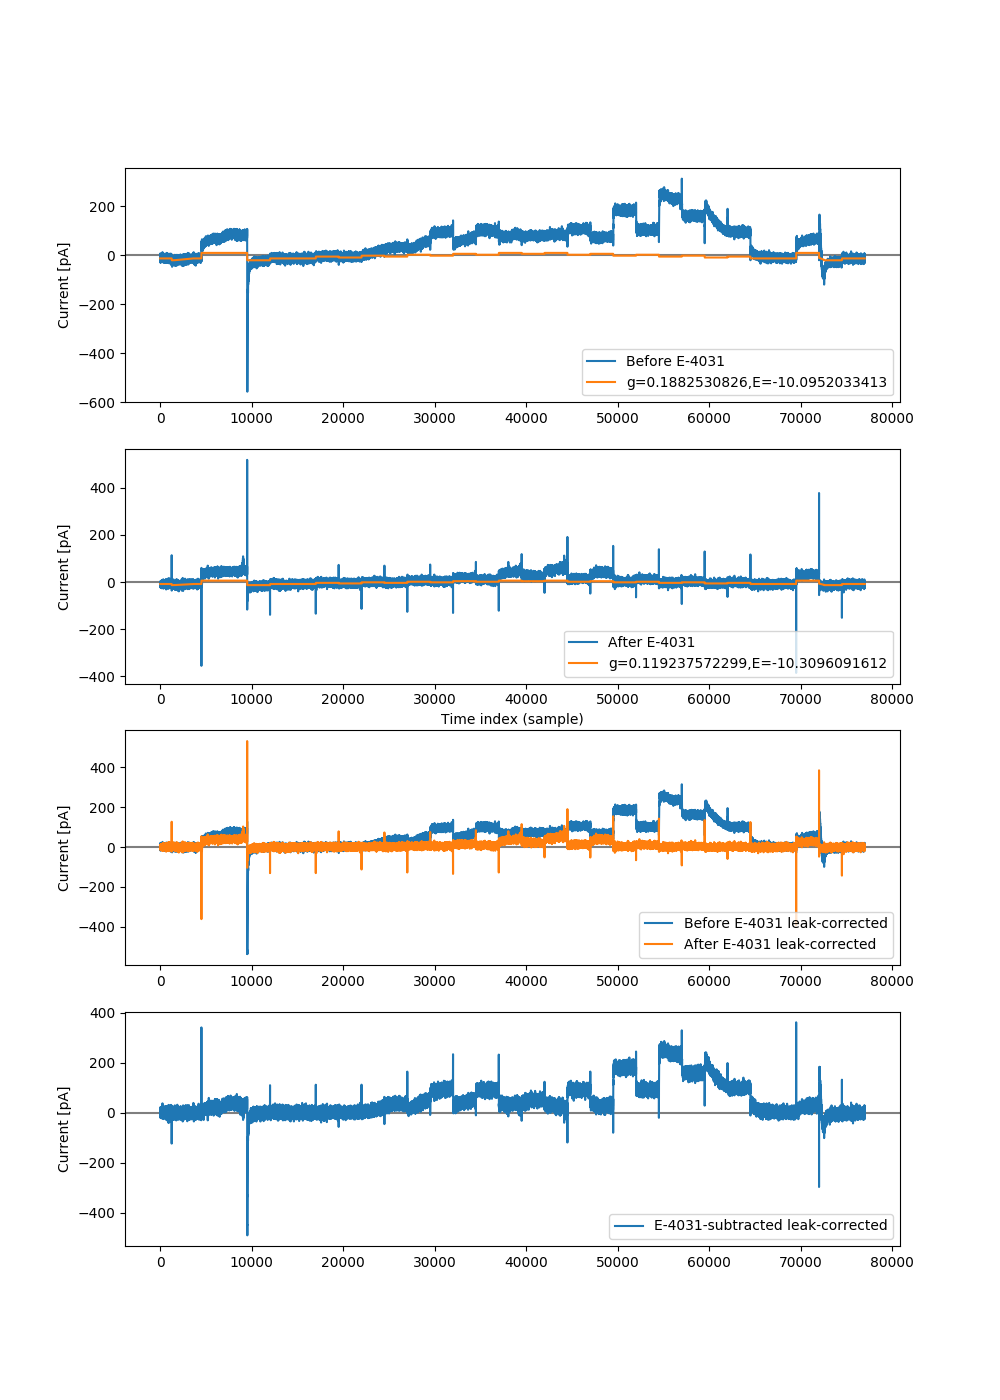 200
0
−200
−400
−600
Current [pA]
Before E-4031
g=0.1882530826,E=-10.0952033413
0 10000 20000 30000 40000 50000 60000 70000 80000
400
200
0
−200
−400
Current [pA]
After E-4031
g=0.119237572299,E=-10.3096091612
0 10000 20000 30000 40000 50000 60000 70000 80000
Time index (sample)
400
200
0
−200
−400
Current [pA]
Before E-4031 leak-corrected
After E-4031 leak-corrected
0 10000 20000 30000 40000 50000 60000 70000 80000
400
200
0
−200
−400
Current [pA]
E-4031-subtracted leak-corrected
0 10000 20000 30000 40000 50000 60000 70000 80000